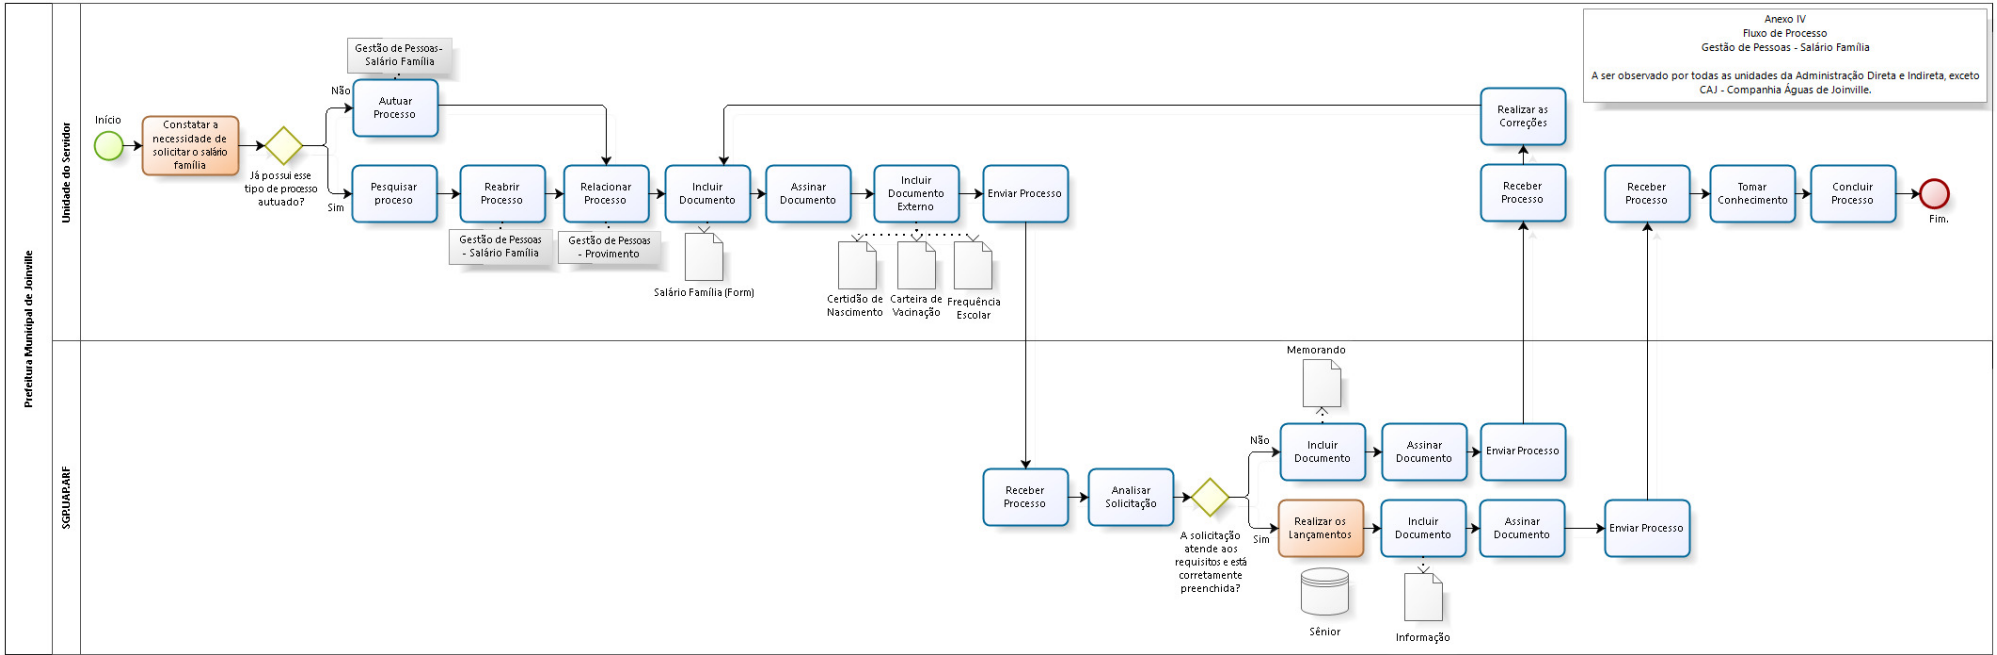 Anexo IV
Fluxo de Processo
Gestão de Pessoas - Salário Família
A ser observado por todas as unidades da Administração Direta e Indireta, exceto
CAJ - Companhia Águas de Joinville.
Prefeitura Municipal de Joinville
Unidade do Servidor
Início
Constatar a
necessidade de
solicitar o salário
família
Já possui esse
tipo de processo
autuado?
Não
Sim
Gestão de Pessoas-
Salário Família
Autuar
Processo
Pesquisar
proceso
Reabrir
Processo
Gestão de Pessoas
- Salário Família
Relacionar
Processo
Gestão de Pessoas
- Provimento
Incluir
Documento
Salário Família (Form)
Assinar
Documento
Incluir
Documento
Externo
Certidão de
Nascimento
Carteira de
Vacinação
Frequência
Escolar
Enviar Processo
Realizar as
Correções
Receber
Processo
Receber
Processo
Tomar
Conhecimento
Concluir
Processo
Fim.
SGP.UAP.ARF
Receber
Processo
Analisar
Solicitação
A solicitação
atende aos
requisitos e está
corretamente
preenchida?
Não
Sim
Memorando
Incluir
Documento
Assinar
Documento
Enviar Processo
Realizar os
Lançamentos
Sênior
Incluir
Documento
Informação
Assinar
Documento
Enviar Processo